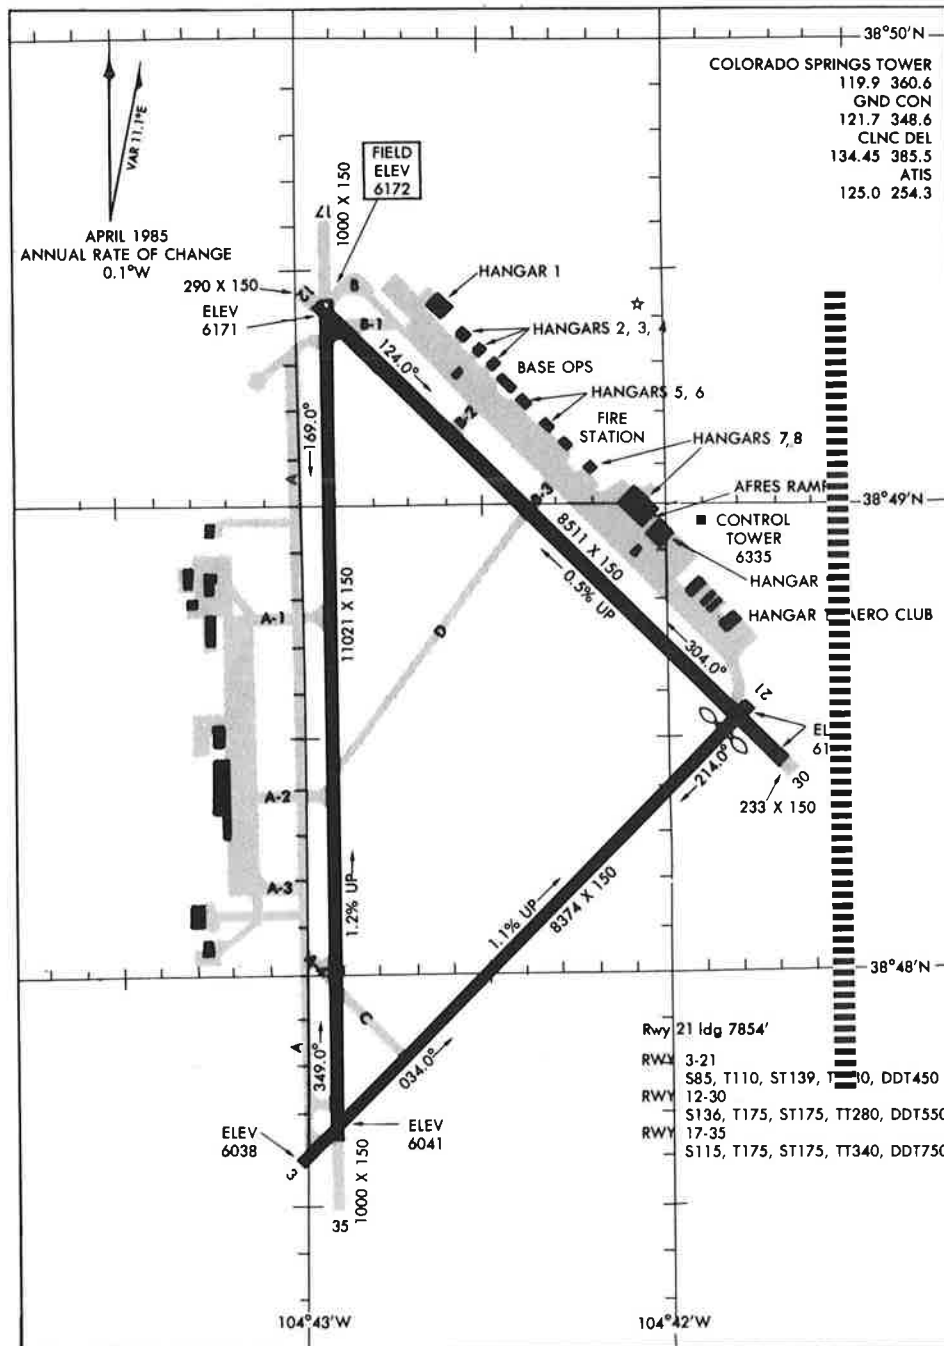 38°50'N
COLORADO SPRINGS TOWER
119.9 360.6
GND CON
121.7 348.6
CLNC DEL
134.45 385.5
ATIS
125.0 254.3
VAR 11.1°E
APRIL 1985
ANNUAL RATE OF CHANGE
0.1°W
FIELD
ELEV
6172
17
1000 X 150
290 X 150
12
ELEV
6171
B
B-1
HANGAR 1
HANGARS 2, 3, 4
BASE OPS
HANGARS 5, 6
FIRE
STATION
HANGARS 7,8
AFRES RAMP
38°49'N
CONTROL
TOWER
6335
HANGAR
HANGAR
AERO CLUB
124.0°
B-2
B-3
169.0°
A
8511 X 150
0.5% UP
11021 X 150
A-1
D
304.0°
21
30
233 X 150
214.0°
A-2
A-3
1.2% UP
1.1% UP
8374 X 150
38°48'N
C
A
349.0°
034.0°
ELEV
6038
ELEV
6041
3
35
1000 X 150
Rwy 21 ldg 7854'
RWY 3-21
S85, T110, ST139, DDT450
RWY 12-30
S136, T175, ST175, TT280, DDT550
RWY 17-35
S115, T175, ST175, TT340, DDT750
104°43'W
104°42'W